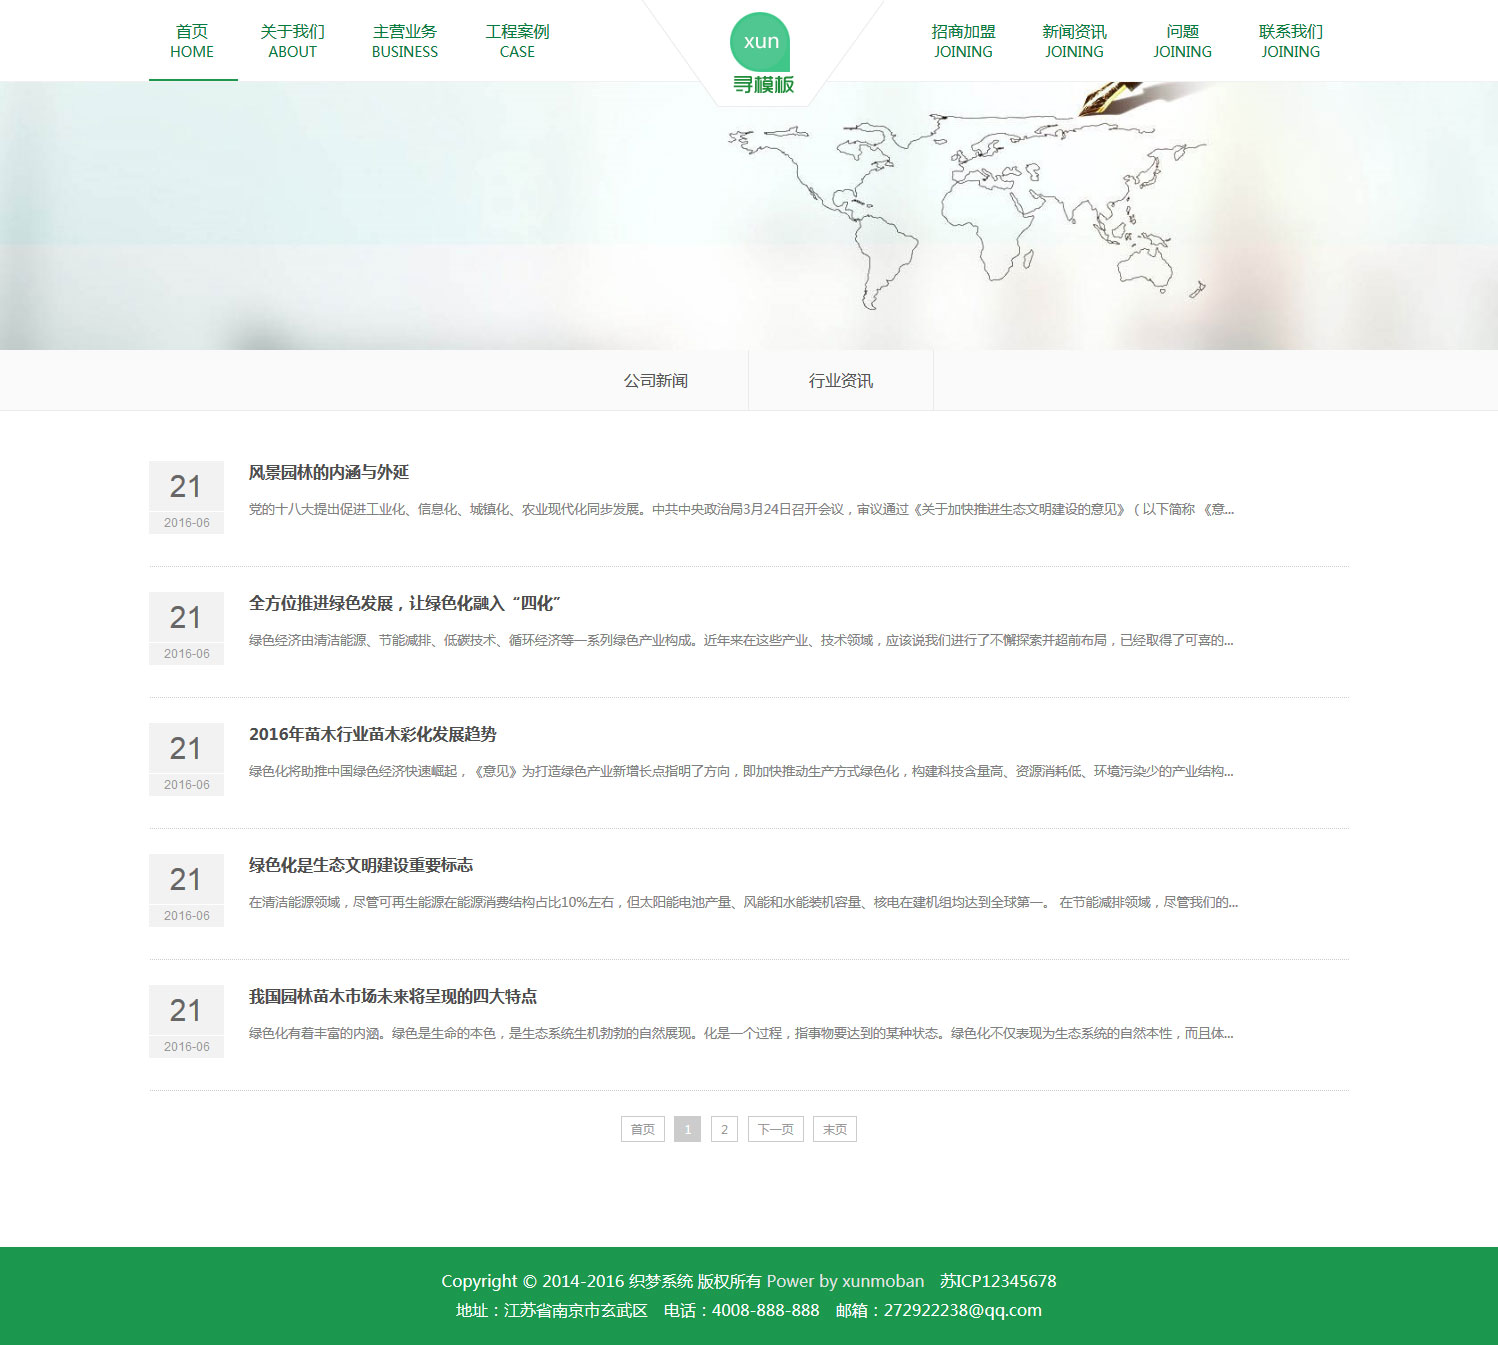 首页
HOME
关于我们
ABOUT
主营业务
BUSINESS
工程案例
CASE
xun
寻模板
招商加盟
JOINING
新闻资讯
JOINING
问题
JOINING
联系我们
JOINING
公司新闻
行业资讯
21
2016-06
风景园林的内涵与外延
党的十八大提出促进工业化、信息化、城镇化、农业现代化同步发展。中共中央政治局3月24日召开会议，审议通过《关于加快推进生态文明建设的意见》（以下简称 《意...
21
2016-06
全方位推进绿色发展，让绿色化融入“四化”
绿色经济由清洁能源、节能减排、低碳技术、循环经济等一系列绿色产业构成。近年来在这些产业、技术领域，应该说我们进行了不懈探索并超前布局，已经取得了可喜的...
21
2016-06
2016年苗木行业苗木彩化发展趋势
绿色化将助推中国绿色经济快速崛起，《意见》为打造绿色产业新增长点指明了方向，即加快推动生产方式绿色化，构建科技含量高、资源消耗低、环境污染少的产业结构...
21
2016-06
绿色化是生态文明建设重要标志
在清洁能源领域，尽管可再生能源在能源消费结构占比10%左右，但太阳能电池产量、风能和水能装机容量、核电在建机组均达到全球第一。 在节能减排领域，尽管我们的...
21
2016-06
我国园林苗木市场未来将呈现的四大特点
绿色化有着丰富的内涵。绿色是生命的本色，是生态系统生机勃勃的自然展现。化是一个过程，指事物要达到的某种状态。绿色化不仅表现为生态系统的自然本性，而且体...
首页 1 2 下一页 末页
Copyright © 2014-2016 织梦系统 版权所有 Power by xunmoban 苏ICP12345678
地址：江苏省南京市玄武区 电话：4008-888-888 邮箱：272922238@qq.com